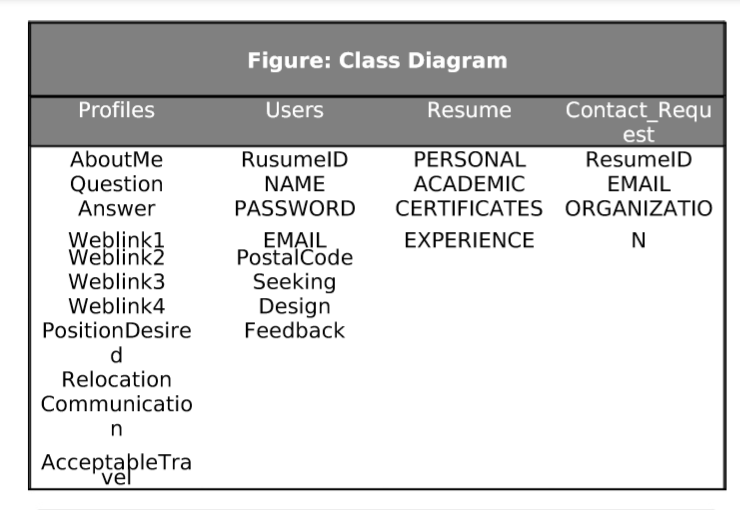 Figure: Class Diagram
Profiles
Users
Resume
Contact_Requ
est
AboutMe
Question
Answer
Weblink1
Weblink2
Weblink3
Weblink4
PositionDesire
d
Relocation
Communicatio
n
AcceptableTra
vel
RusumeID
NAME
PASSWORD
EMAIL
PostalCode
Seeking
Design
Feedback
PERSONAL
ACADEMIC
CERTIFICATES
EXPERIENCE
ResumeID
EMAIL
ORGANIZATIO
N